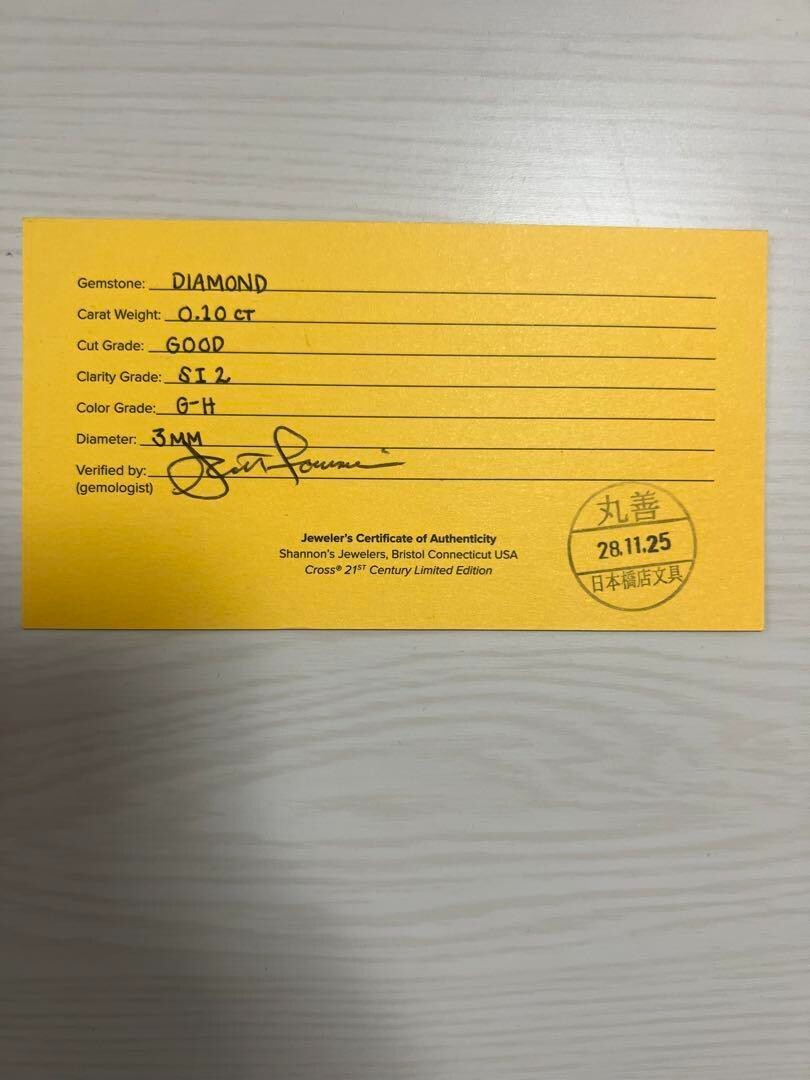 Gemstone: DIAMOND
Carat Weight: 0.10 CT
Cut Grade: GOOD
Clarity Grade: SI2
Color Grade: G-H
Diameter: 3MM
Verified by:
(gemologist)
Jeweler's Certificate of Authenticity
Shannon's Jewelers, Bristol Connecticut USA
Cross® 21ST Century Limited Edition
丸善
28.11.25
日本橋店文具